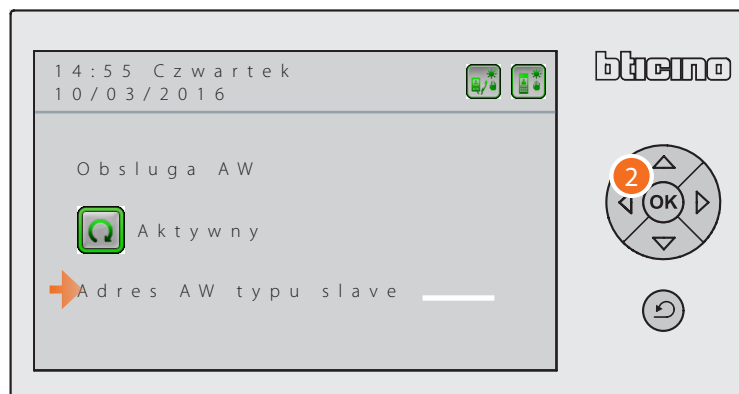 14:55 Czwartek
10/03/2016
bticino
Obsluga AW
Aktywny
Adres AW typu slave
2
OK